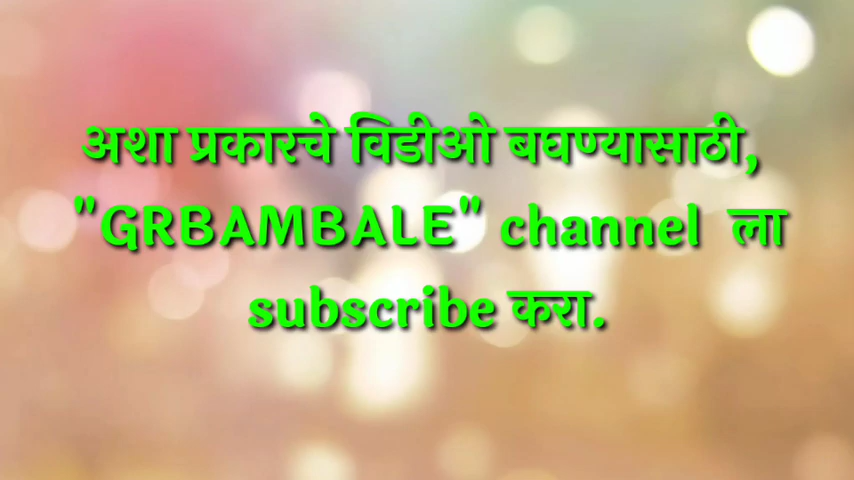 अशा प्रकारचे विडीओ बघण्यासाठी,
"GRBAMBALE" channel ला
subscribe करा.